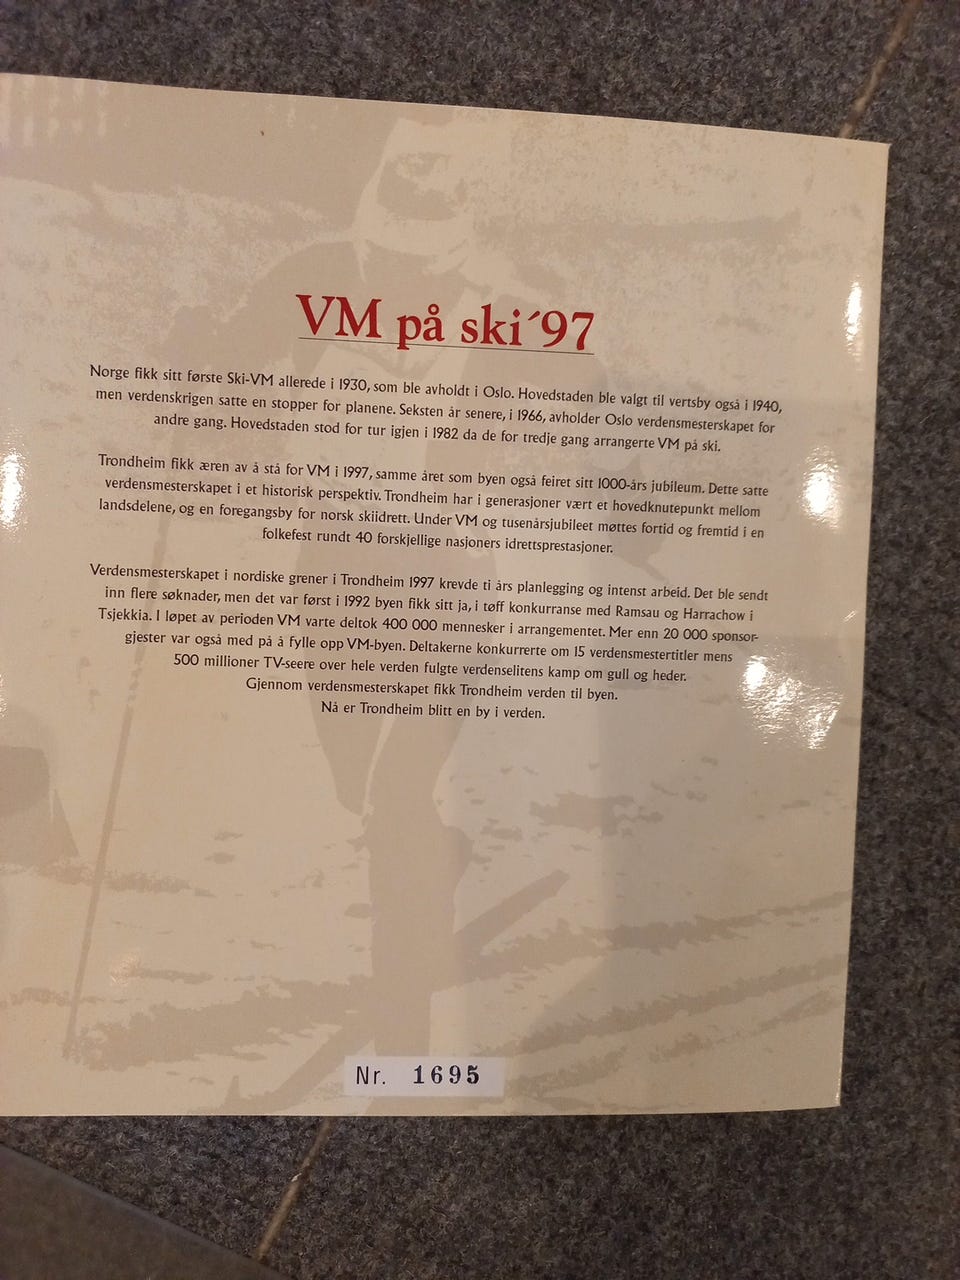 VM på ski´97
Norge fikk sitt første Ski-VM allerede i 1930, som ble avholdt i Oslo. Hovedstaden ble valgt til vertsby også i 1940,
men verdenskrigen satte en stopper for planene. Seksten år senere, i 1966, avholder Oslo verdensmesterskapet for
andre gang. Hovedstaden stod for tur igjen i 1982 da de for tredje gang arrangerte VM på ski.
Trondheim fikk æren av å stå for VM i 1997, samme året som byen også feiret sitt 1000-års jubileum. Dette satte
verdensmesterskapet i et historisk perspektiv. Trondheim har i generasjoner vært et hovedknutepunkt mellom
landsdelene, og en foregangsby for norsk skiidrett. Under VM og tusenårsjubileet møttes fortid og fremtid i en
folkefest rundt 40 forskjellige nasjoners idrettsprestasjoner.
Verdensmesterskapet i nordiske grener i Trondheim 1997 krevde ti års planlegging og intenst arbeid. Det ble sendt
inn flere søknader, men det var først i 1992 byen fikk sitt ja, i tøff konkurranse med Ramsau og Harrachow i
Tsjekkia. I løpet av perioden VM varte deltok 400 000 mennesker i arrangementet. Mer enn 20 000 sponsor-
gjester var også med på å fylle opp VM-byen. Deltakerne konkurrerte om 15 verdensmestertitler mens
500 millioner TV-seere over hele verden fulgte verdenselitens kamp om gull og heder.
Gjennom verdensmesterskapet fikk Trondheim verden til byen.
Nå er Trondheim blitt en by i verden.
Nr. 1695